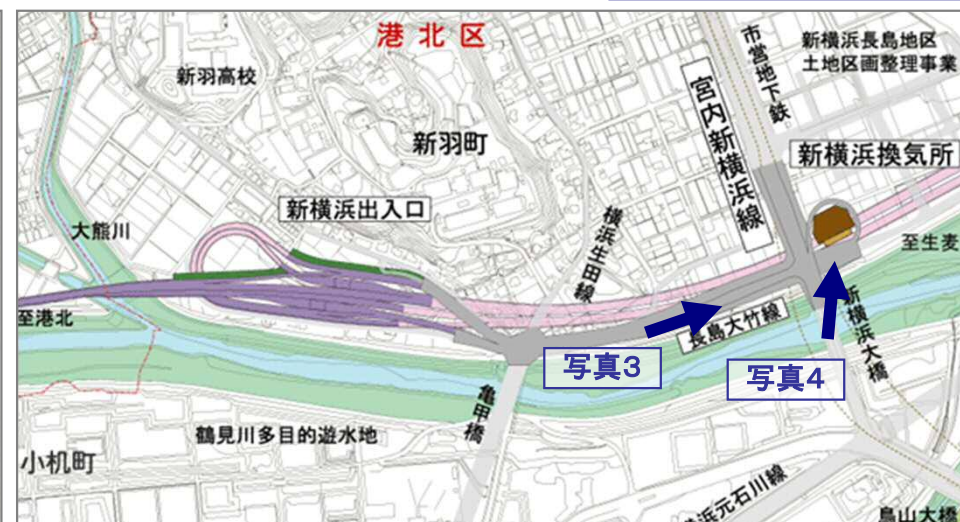 港北区
市営地下鉄
新横浜長島地区
土地区画整理事業
新羽高校
宮内新横浜線
新羽町
新横浜換気所
新横浜出入口
横浜生田線
大熊川
至生麦
至港北
長島大竹線
新横浜大橋
写真3
写真4
亀甲橋
鶴見川多目的遊水地
小机町
浜元石川線
鳥山大橋